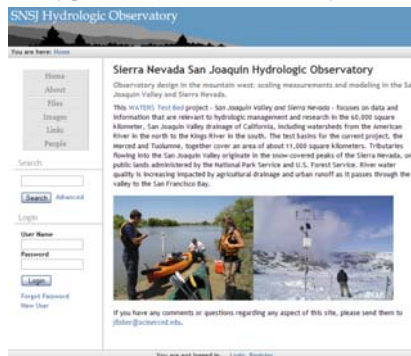 SNSJ Hydrologic Observatory
You are here: Home
Home
About
Files
Images
Links
People
Search
Search Advanced
Login
User Name
Password
Login
Forgot Password
New User
Sierra Nevada San Joaquin Hydrologic Observatory
Observatory design in the mountain west: scaling measurements and modeling in the Sa
Joaquin Valley and Sierra Nevada.
This WATERS Test Bed project - San Joaquin Valley and Sierra Nevada - focuses on data and
information that are relevant to hydrologic management and research in the 60,000 square
kilometer, San Joaquin Valley drainage of California, including watersheds from the American
River in the north to the Kings River in the south. The test basins for the current project, the
Merced and Tuolumne, together cover an area of about 11,000 square kilometers. Tributaries
flowing into the San Joaquin Valley originate in the snow-covered peaks of the Sierra Nevada, on
public lands administered by the National Park Service and U.S. Forest Service. River water
quality is increasing impacted by agricultural drainage and urban runoff as it passes through the
valley to the San Francisco Bay.
If you have any comments or questions regarding any aspect of this site, please send them to
@ucmerced.edu.
You are not logged in Login Register